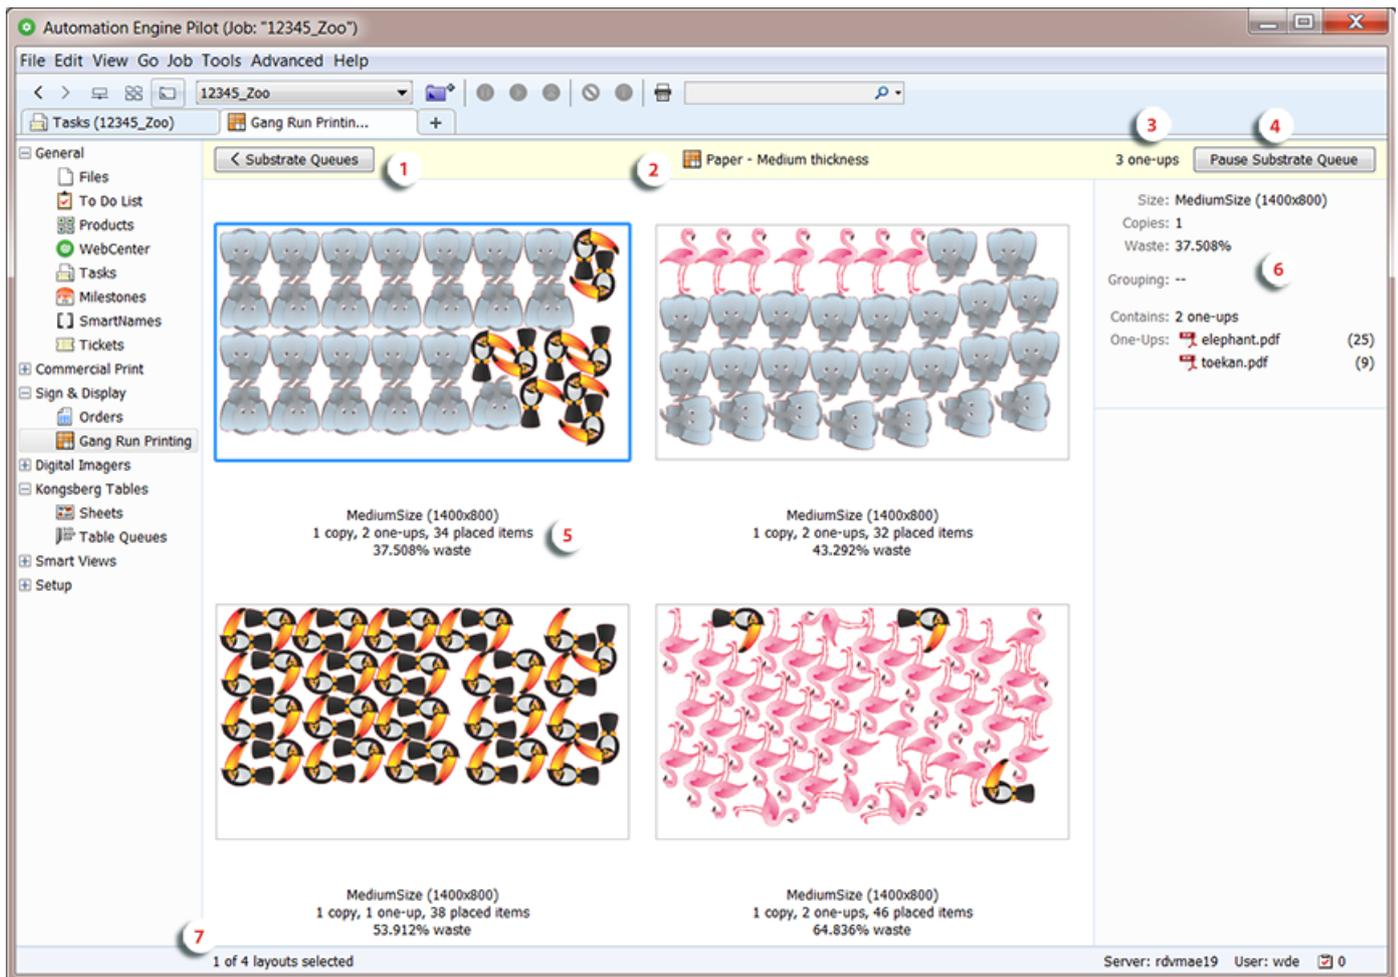 Automation Engine Pilot (Job: "12345_Zoo")
File Edit View Go Job Tools Advanced Help
12345_Zoo
Tasks (12345_Zoo)
Gang Run Printin...
+
General
Files
To Do List
Products
WebCenter
Tasks
Milestones
SmartNames
Tickets
Commercial Print
Sign & Display
Orders
Gang Run Printing
Digital Imagers
Kongsberg Tables
Sheets
Table Queues
Smart Views
Setup
Substrate Queues
1
2
Paper - Medium thickness
3
3 one-ups
4
Pause Substrate Queue
MediumSize (1400x800)
1 copy, 2 one-ups, 34 placed items
37.508% waste
5
MediumSize (1400x800)
1 copy, 2 one-ups, 32 placed items
43.292% waste
MediumSize (1400x800)
1 copy, 1 one-up, 38 placed items
53.912% waste
MediumSize (1400x800)
1 copy, 2 one-ups, 46 placed items
64.836% waste
Size: MediumSize (1400x800)
Copies: 1
Waste: 37.508%
6
Grouping: --
Contains: 2 one-ups
One-Ups: elephant.pdf (25)
toekan.pdf (9)
7
1 of 4 layouts selected
Server: rdvmae19 User: wde 0